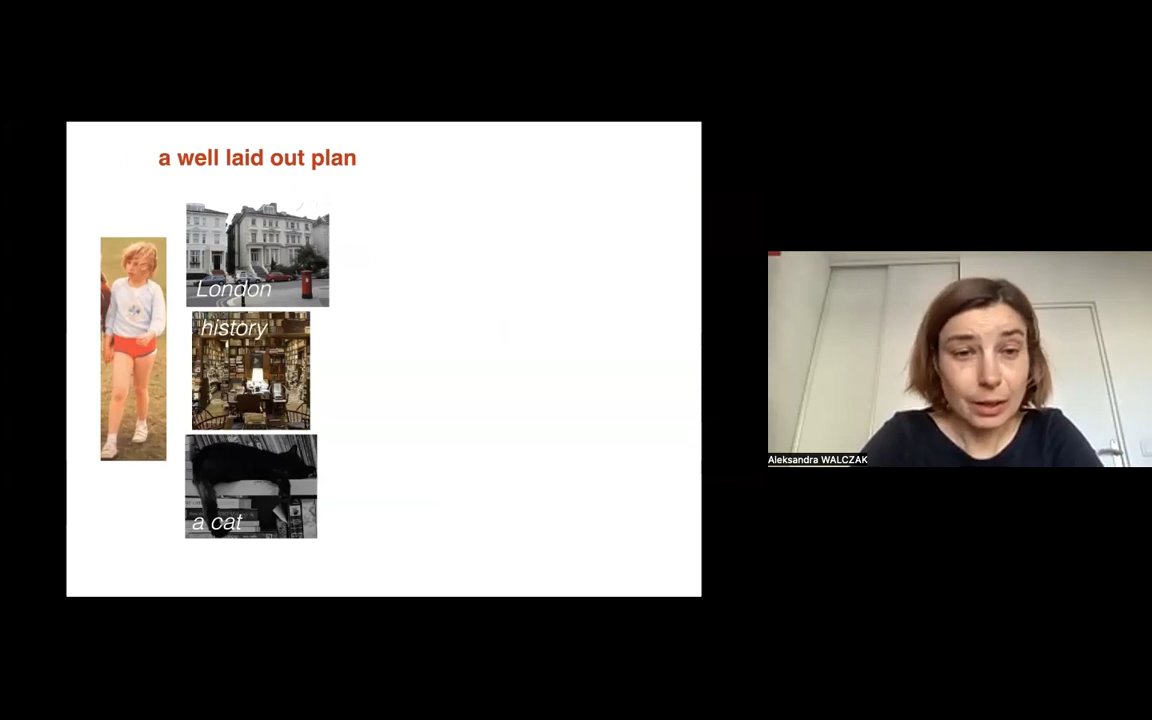 a well laid out plan
London
history
a cat
Aleksandra WALCZAK